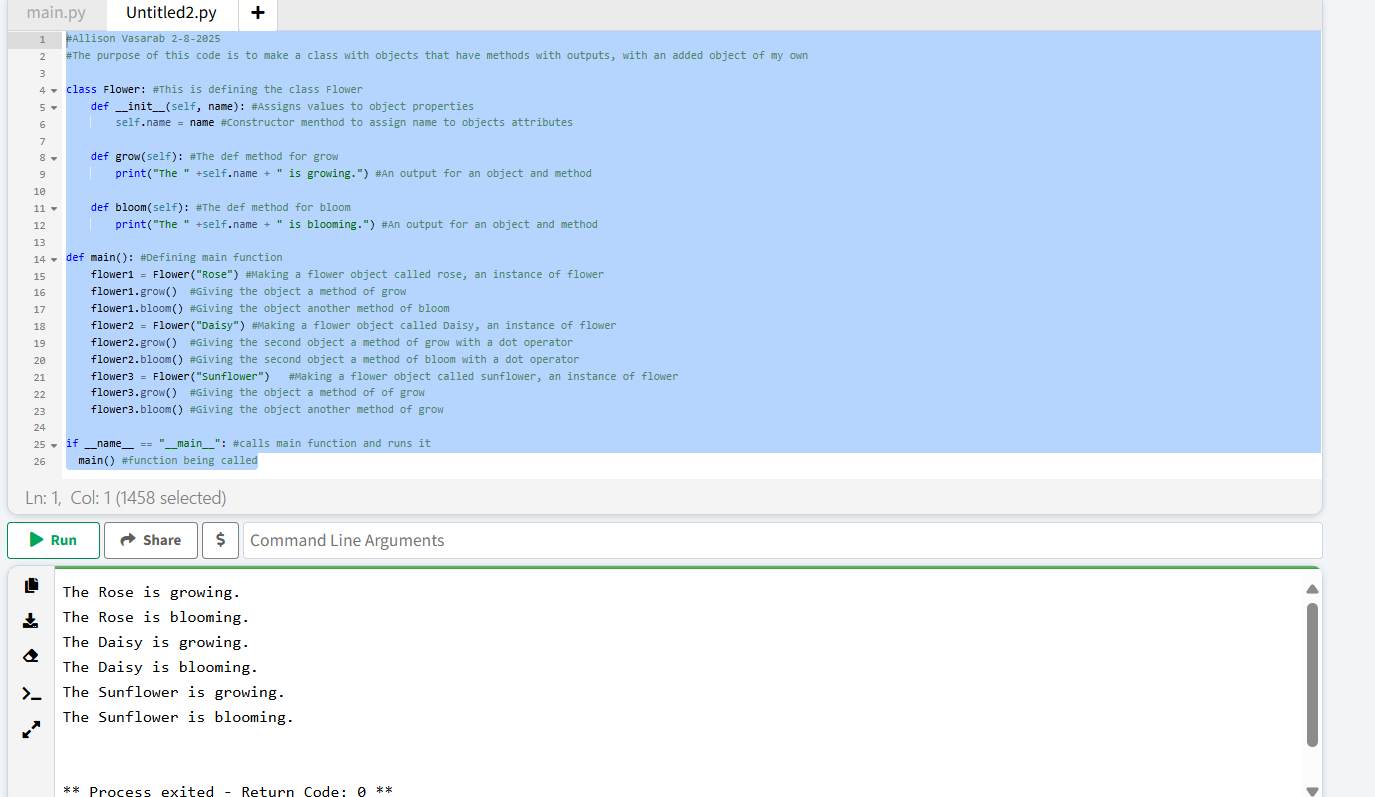 main.py Untitled2.py +
1 #Allison Vasarab 2-8-2025
2 #The purpose of this code is to make a class with objects that have methods with outputs, with an added object of my own
3
4 class Flower: #This is defining the class Flower
5     def __init__(self, name): #Assigns values to object properties
6         self.name = name #Constructor menthod to assign name to objects attributes
7
8     def grow(self): #The def method for grow
9         print("The " +self.name + " is growing.") #An output for an object and method
10
11     def bloom(self): #The def method for bloom
12         print("The " +self.name + " is blooming.") #An output for an object and method
13
14 def main(): #Defining main function
15     flower1 = Flower("Rose") #Making a flower object called rose, an instance of flower
16     flower1.grow()  #Giving the object a method of grow
17     flower1.bloom() #Giving the object another method of bloom
18     flower2 = Flower("Daisy") #Making a flower object called Daisy, an instance of flower
19     flower2.grow()  #Giving the second object a method of grow with a dot operator
20     flower2.bloom() #Giving the second object a method of bloom with a dot operator
21     flower3 = Flower("Sunflower")   #Making a flower object called sunflower, an instance of flower
22     flower3.grow()  #Giving the object a method of of grow
23     flower3.bloom() #Giving the object another method of grow
24
25 if __name__ == "__main__": #calls main function and runs it
26   main() #function being called
Ln: 1, Col: 1 (1458 selected)
Run Share $ Command Line Arguments
The Rose is growing.
The Rose is blooming.
The Daisy is growing.
The Daisy is blooming.
The Sunflower is growing.
The Sunflower is blooming.
** Process exited - Return Code: 0 **